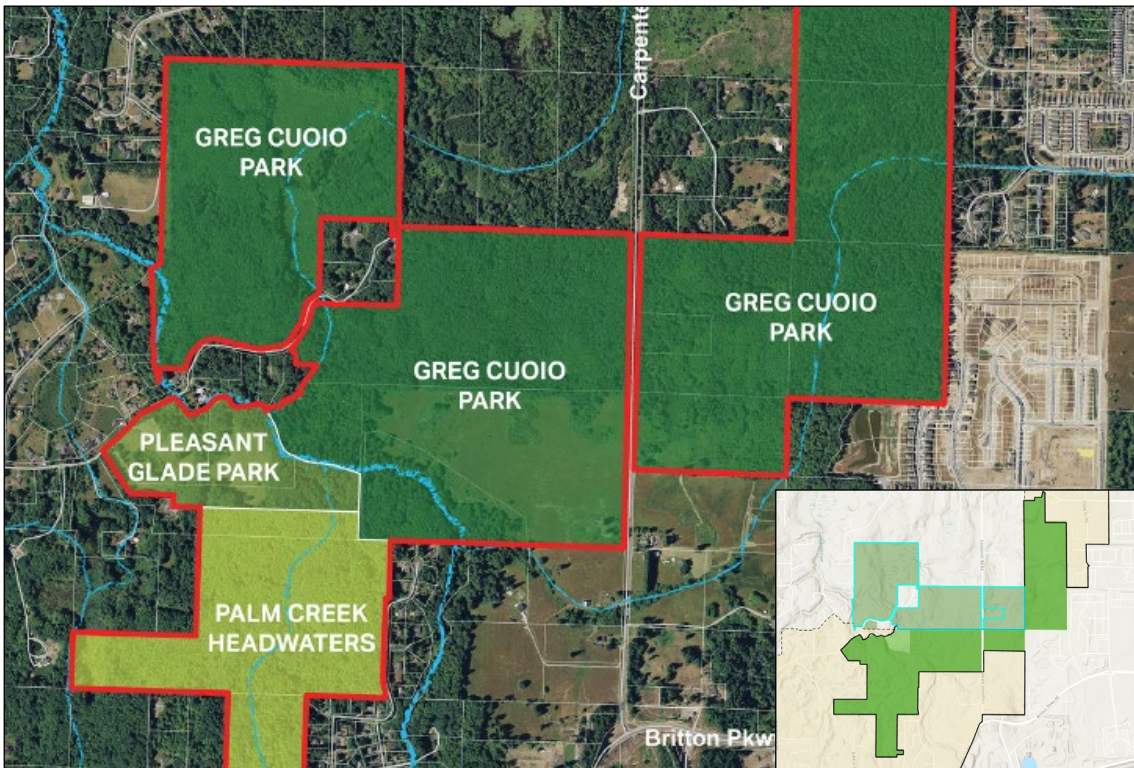 Carpente
GREG CUOIO
PARK
GREG CUOIO
PARK
GREG CUOIO
PARK
PLEASANT
GLADE PARK
PALM CREEK
HEADWATERS
Britton Pkw